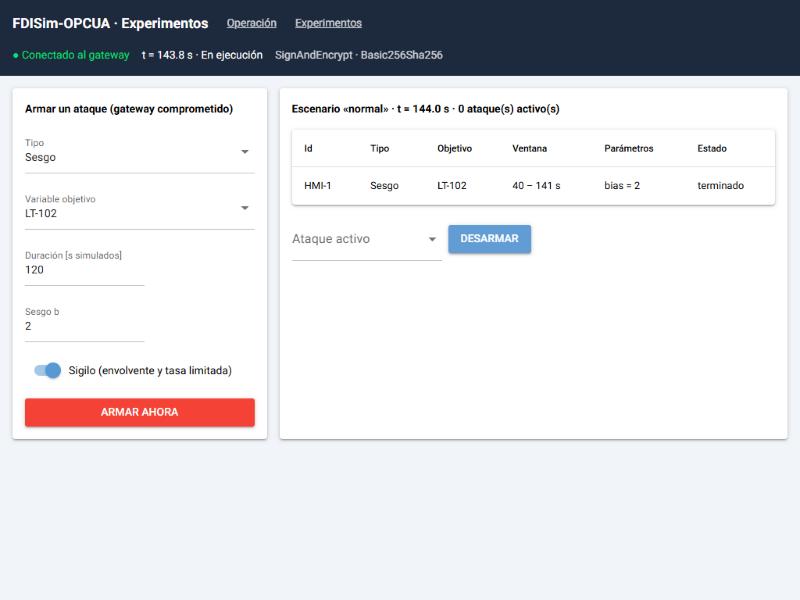 FDISim-OPCUA · Experimentos Operación Experimentos
● Conectado al gateway t = 143.8 s · En ejecución SignAndEncrypt · Basic256Sha256
Armar un ataque (gateway comprometido)
Tipo
Sesgo
Variable objetivo
LT-102
Duración [s simulados]
120
Sesgo b
2
Sigilo (envolvente y tasa limitada)
ARMAR AHORA
Escenario «normal» · t = 144.0 s · 0 ataque(s) activo(s)
Id Tipo Objetivo Ventana Parámetros Estado
HMI-1 Sesgo LT-102 40 – 141 s bias = 2 terminado
Ataque activo DESARMAR